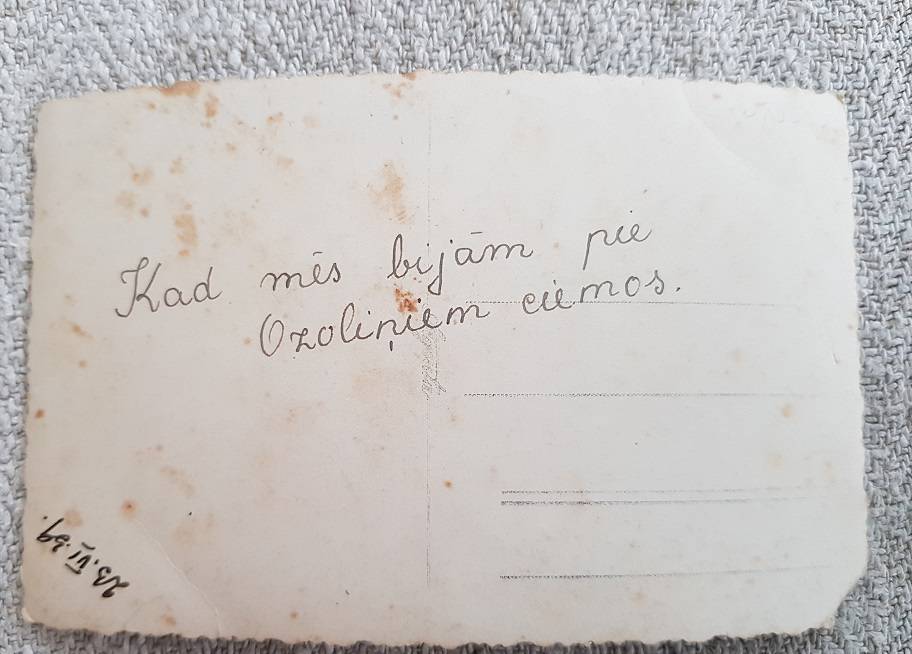 Kad mēs bijām pie
Ozoliņiem ciemos.
23.VI.39.